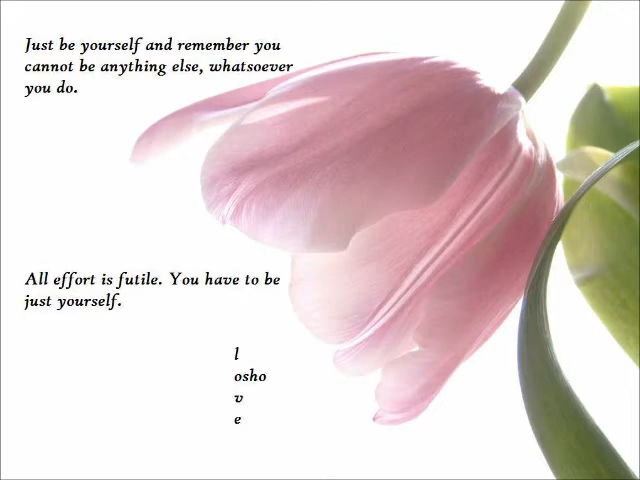 Just be yourself and remember you
cannot be anything else, whatsoever
you do.
All effort is futile. You have to be
just yourself.
l
osho
v
e